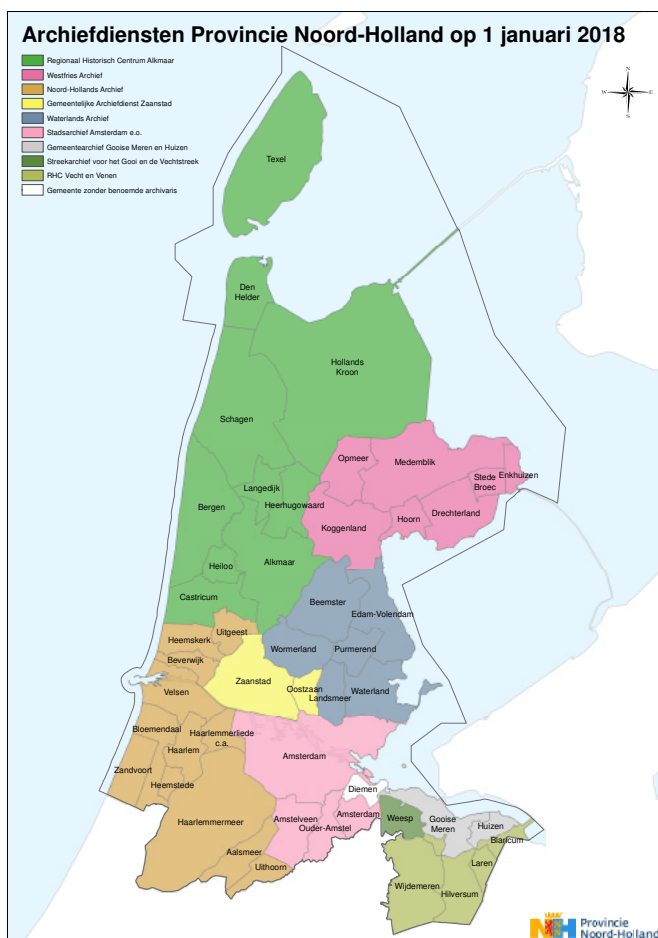 Archiefdiensten Provincie Noord-Holland op 1 januari 2018
Regionaal Historisch Centrum Alkmaar
Westfries Archief
Noord-Hollands Archief
Gemeentelijke Archiefdienst Zaanstad
Waterlands Archief
Stadsarchief Amsterdam e.o.
Gemeentearchief Gooise Meren en Huizen
Streekarchief voor het Gooi en de Vechtstreek
RHC Vecht en Venen
Gemeente zonder benoemde archivaris
N
W
E
S
Texel
Den
Helder
Hollands
Kroon
Schagen
Opmeer
Medemblik
Stede
Broec
Enkhuizen
Langedijk
Heerhugowaard
Bergen
Koggenland
Hoorn
Drechterland
Heiloo
Alkmaar
Castricum
Beemster
Edam-Volendam
Uitgeest
Heemskerk
Beverwijk
Wormerland
Purmerend
Zaanstad
Oostzaan
Landsmeer
Waterland
Velsen
Bloemendaal
Haarlemmerliede
c.a.
Haarlem
Amsterdam
Zandvoort
Heemstede
Diemen
Haarlemmermeer
Amstelveen
Ouder-Amstel
Amsterdam
Weesp
Gooise
Meren
Huizen
Blaricum
Aalsmeer
Uithoorn
Laren
Wijdemeren
Hilversum
NH
Provincie
Noord-Holland